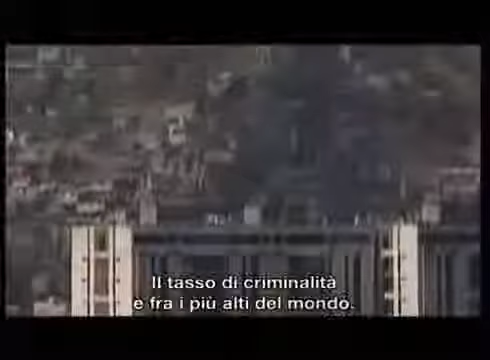 Il tasso di criminalità
è fra i più alti del mondo.